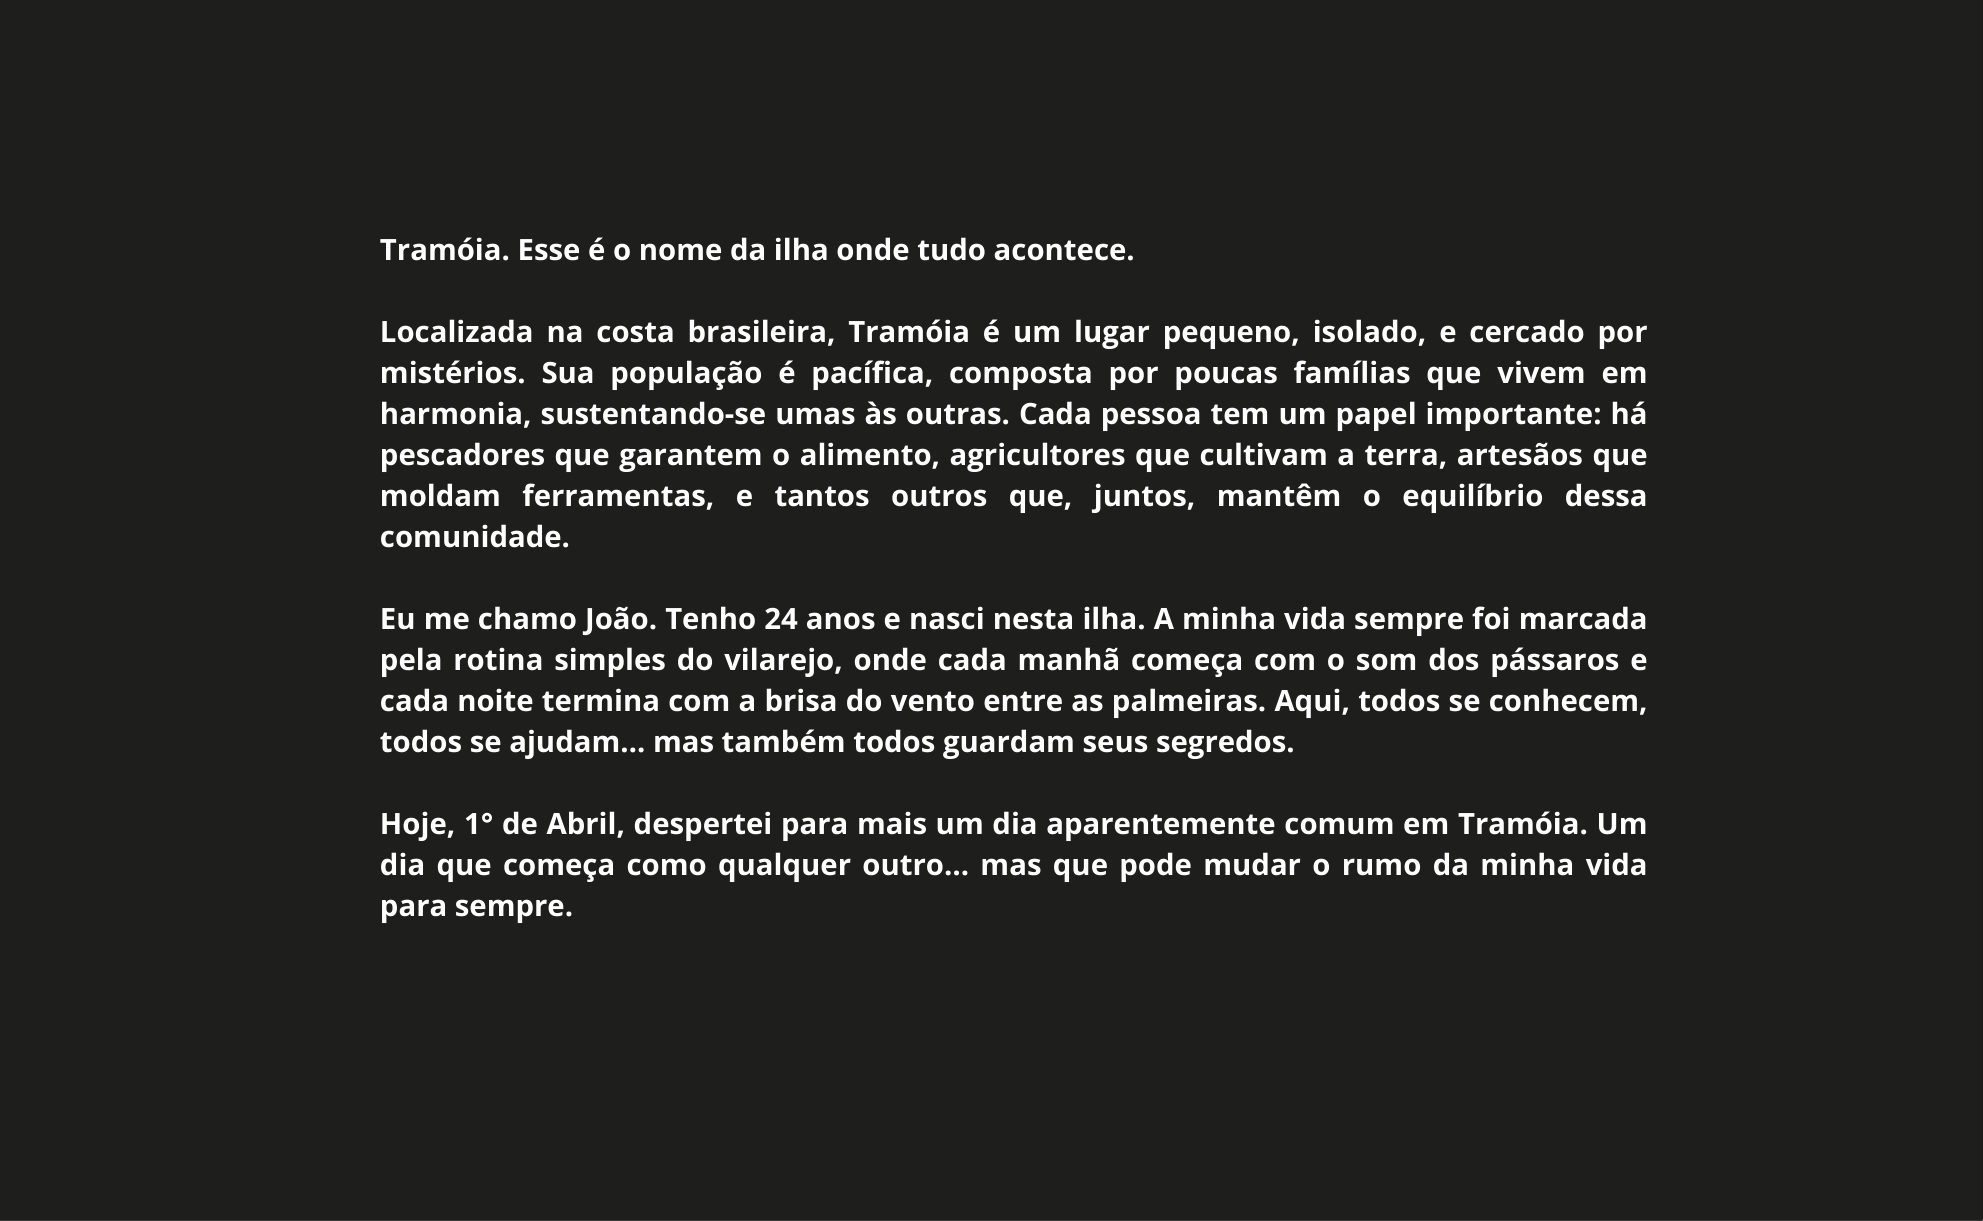 Tramóia. Esse é o nome da ilha onde tudo acontece.
Localizada na costa brasileira, Tramóia é um lugar pequeno, isolado, e cercado por
mistérios. Sua população é pacífica, composta por poucas famílias que vivem em
harmonia, sustentando-se umas às outras. Cada pessoa tem um papel importante: há
pescadores que garantem o alimento, agricultores que cultivam a terra, artesãos que
moldam ferramentas, e tantos outros que, juntos, mantêm o equilíbrio dessa
comunidade.
Eu me chamo João. Tenho 24 anos e nasci nesta ilha. A minha vida sempre foi marcada
pela rotina simples do vilarejo, onde cada manhã começa com o som dos pássaros e
cada noite termina com a brisa do vento entre as palmeiras. Aqui, todos se conhecem,
todos se ajudam... mas também todos guardam seus segredos.
Hoje, 1° de Abril, despertei para mais um dia aparentemente comum em Tramóia. Um
dia que começa como qualquer outro... mas que pode mudar o rumo da minha vida
para sempre.